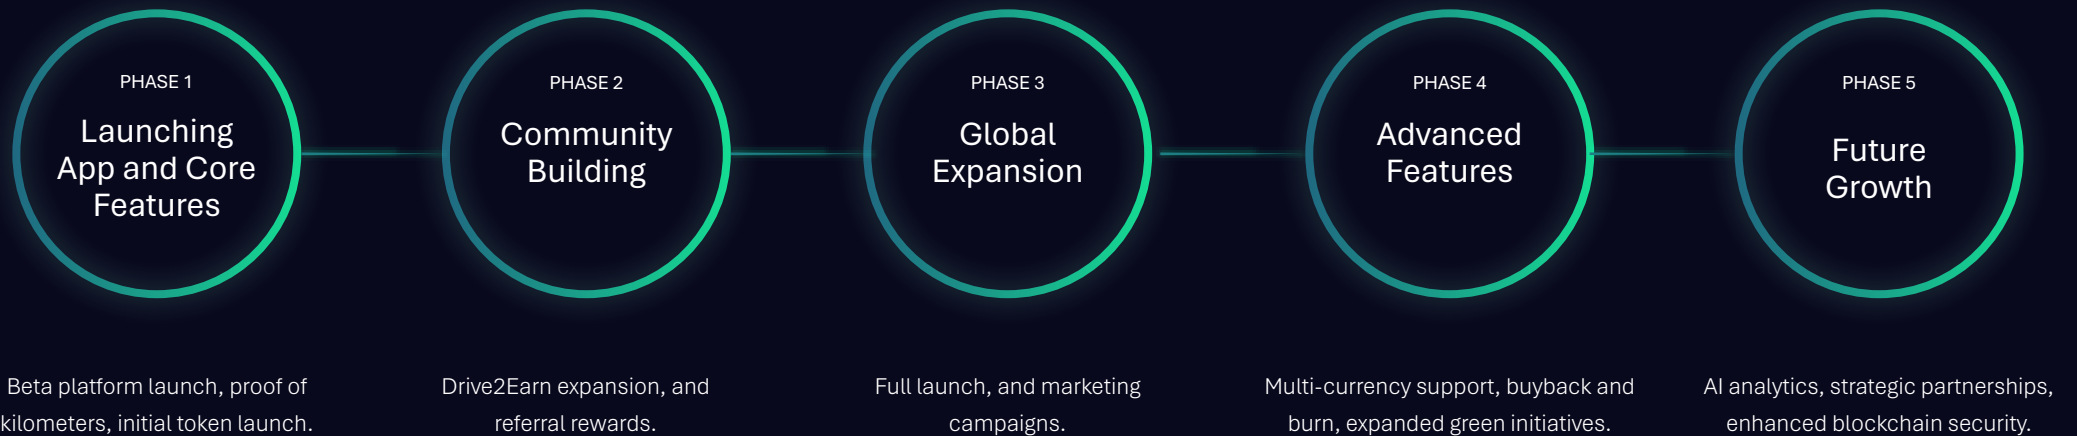 PHASE 1
Launching
App and Core
Features
PHASE 2
Community
Building
PHASE 3
Global
Expansion
PHASE 4
Advanced
Features
PHASE 5
Future
Growth
Beta platform launch, proof of
kilometers, initial token launch.
Drive2Earn expansion, and
referral rewards.
Full launch, and marketing
campaigns.
Multi-currency support, buyback and
burn, expanded green initiatives.
AI analytics, strategic partnerships,
enhanced blockchain security.